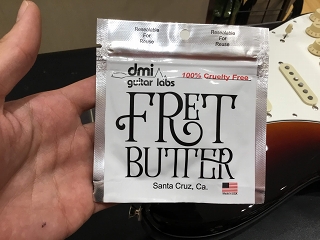 Resealable
For
Reuse
Resealable
For
Reuse
dmi
guitar labs
100% Cruelty Free
FRET
BUTTER
Santa Cruz, Ca.